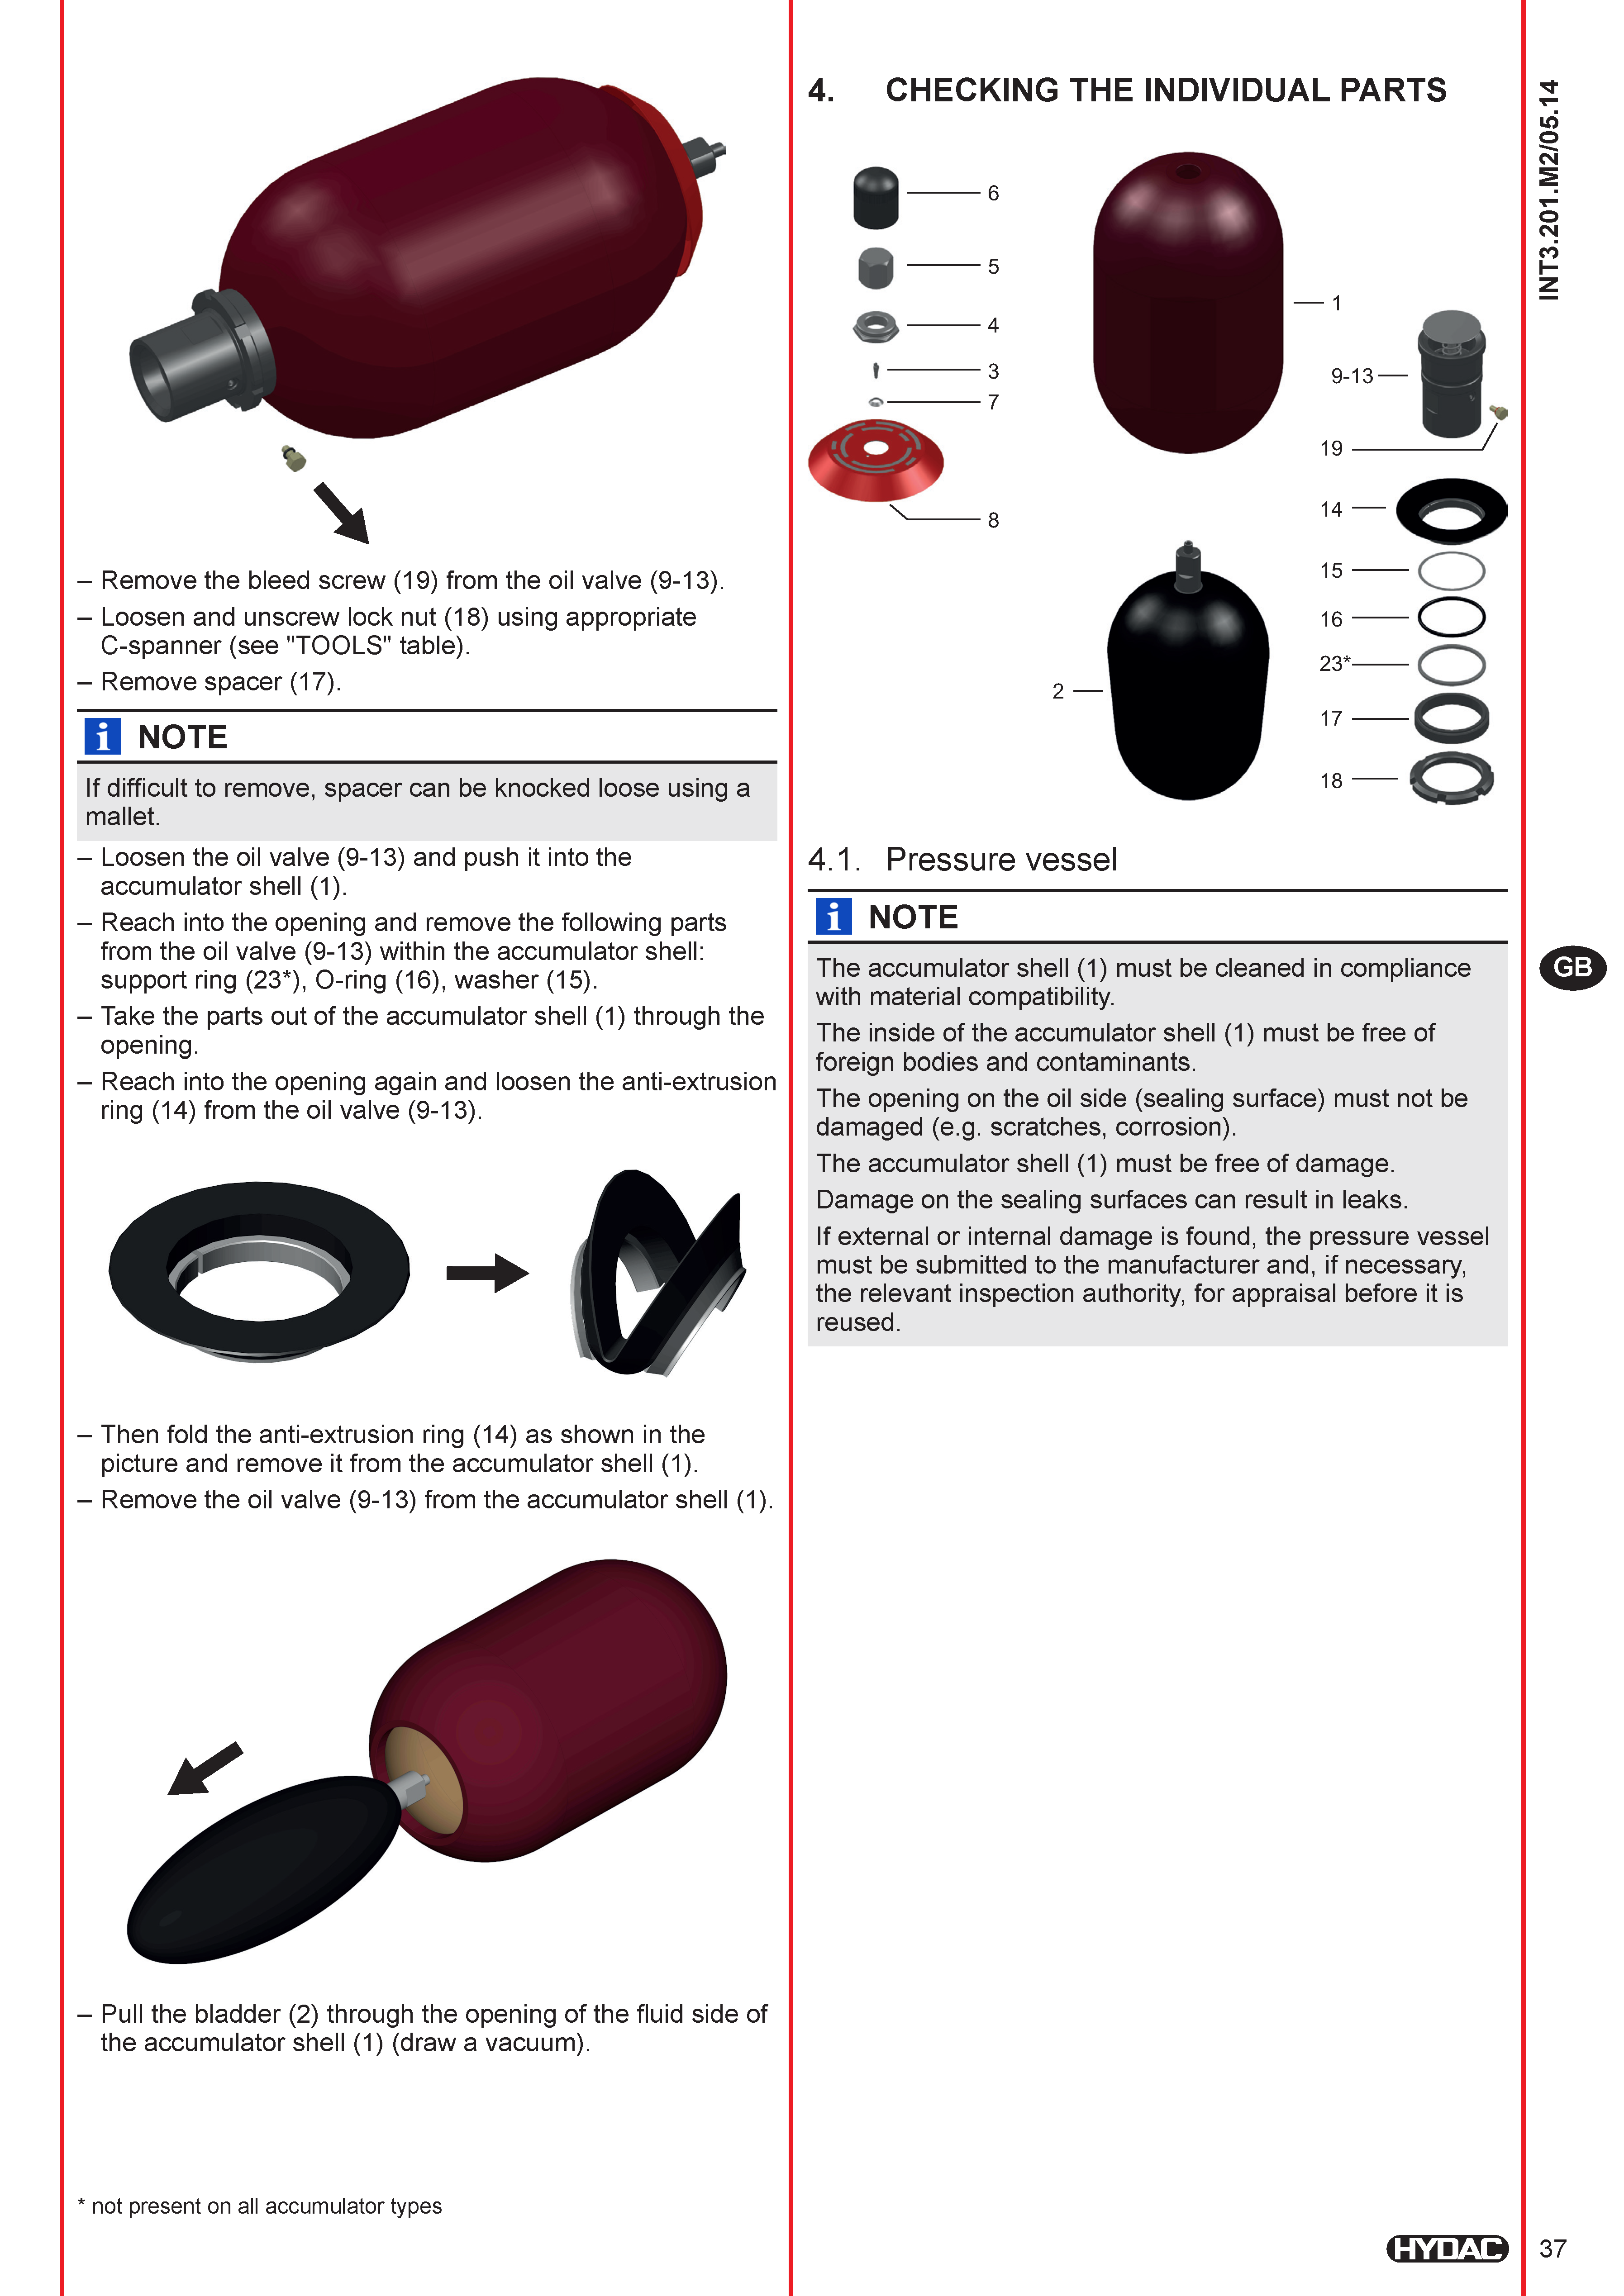 – Remove the bleed screw (19) from the oil valve (9-13).
– Loosen and unscrew lock nut (18) using appropriate
C-spanner (see "TOOLS" table).
– Remove spacer (17).
i NOTE
If difficult to remove, spacer can be knocked loose using a
mallet.
– Loosen the oil valve (9-13) and push it into the
accumulator shell (1).
– Reach into the opening and remove the following parts
from the oil valve (9-13) within the accumulator shell:
support ring (23*), O-ring (16), washer (15).
– Take the parts out of the accumulator shell (1) through the
opening.
– Reach into the opening again and loosen the anti-extrusion
ring (14) from the oil valve (9-13).
– Then fold the anti-extrusion ring (14) as shown in the
picture and remove it from the accumulator shell (1).
– Remove the oil valve (9-13) from the accumulator shell (1).
– Pull the bladder (2) through the opening of the fluid side of
the accumulator shell (1) (draw a vacuum).
* not present on all accumulator types
4. CHECKING THE INDIVIDUAL PARTS
6
5
4
3
7
8
1
2
9-13
19
14
15
16
23*
17
18
4.1. Pressure vessel
i NOTE
The accumulator shell (1) must be cleaned in compliance
with material compatibility.
The inside of the accumulator shell (1) must be free of
foreign bodies and contaminants.
The opening on the oil side (sealing surface) must not be
damaged (e.g. scratches, corrosion).
The accumulator shell (1) must be free of damage.
Damage on the sealing surfaces can result in leaks.
If external or internal damage is found, the pressure vessel
must be submitted to the manufacturer and, if necessary,
the relevant inspection authority, for appraisal before it is
reused.
INT3.201.M2/05.14
GB
HYDAC
37